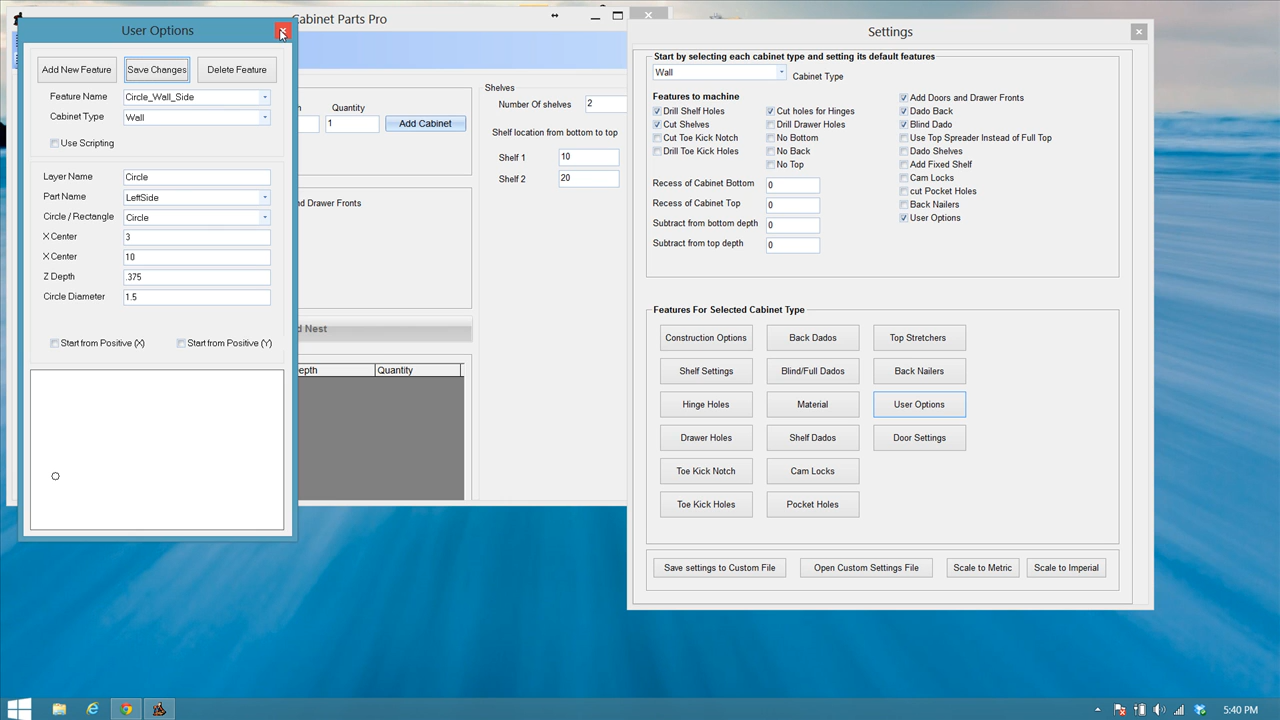 Cabinet Parts Pro
User Options
Add New Feature
Save Changes
Delete Feature
Feature Name
Circle_Wall_Side
Cabinet Type
Wall
Use Scripting
Layer Name
Circle
Part Name
LeftSide
Circle / Rectangle
Circle
X Center
3
X Center
10
Z Depth
.375
Circle Diameter
1.5
Start from Positive (X)
Start from Positive (Y)
Quantity
1
Add Cabinet
nd Drawer Fronts
d Nest
epth
Quantity
Shelves
Number Of shelves
2
Shelf location from bottom to top
Shelf 1
10
Shelf 2
20
Settings
Start by selecting each cabinet type and setting its default features
Wall
Cabinet Type
Features to machine
Drill Shelf Holes
Cut Shelves
Cut Toe Kick Notch
Drill Toe Kick Holes
Cut holes for Hinges
Drill Drawer Holes
No Bottom
No Back
No Top
Add Doors and Drawer Fronts
Dado Back
Blind Dado
Use Top Spreader Instead of Full Top
Dado Shelves
Add Fixed Shelf
Cam Locks
cut Pocket Holes
Back Nailers
User Options
Recess of Cabinet Bottom
0
Recess of Cabinet Top
0
Subtract from bottom depth
0
Subtract from top depth
0
Features For Selected Cabinet Type
Construction Options
Back Dados
Top Stretchers
Shelf Settings
Blind/Full Dados
Back Nailers
Hinge Holes
Material
User Options
Drawer Holes
Shelf Dados
Door Settings
Toe Kick Notch
Cam Locks
Toe Kick Holes
Pocket Holes
Save settings to Custom File
Open Custom Settings File
Scale to Metric
Scale to Imperial
5:40 PM